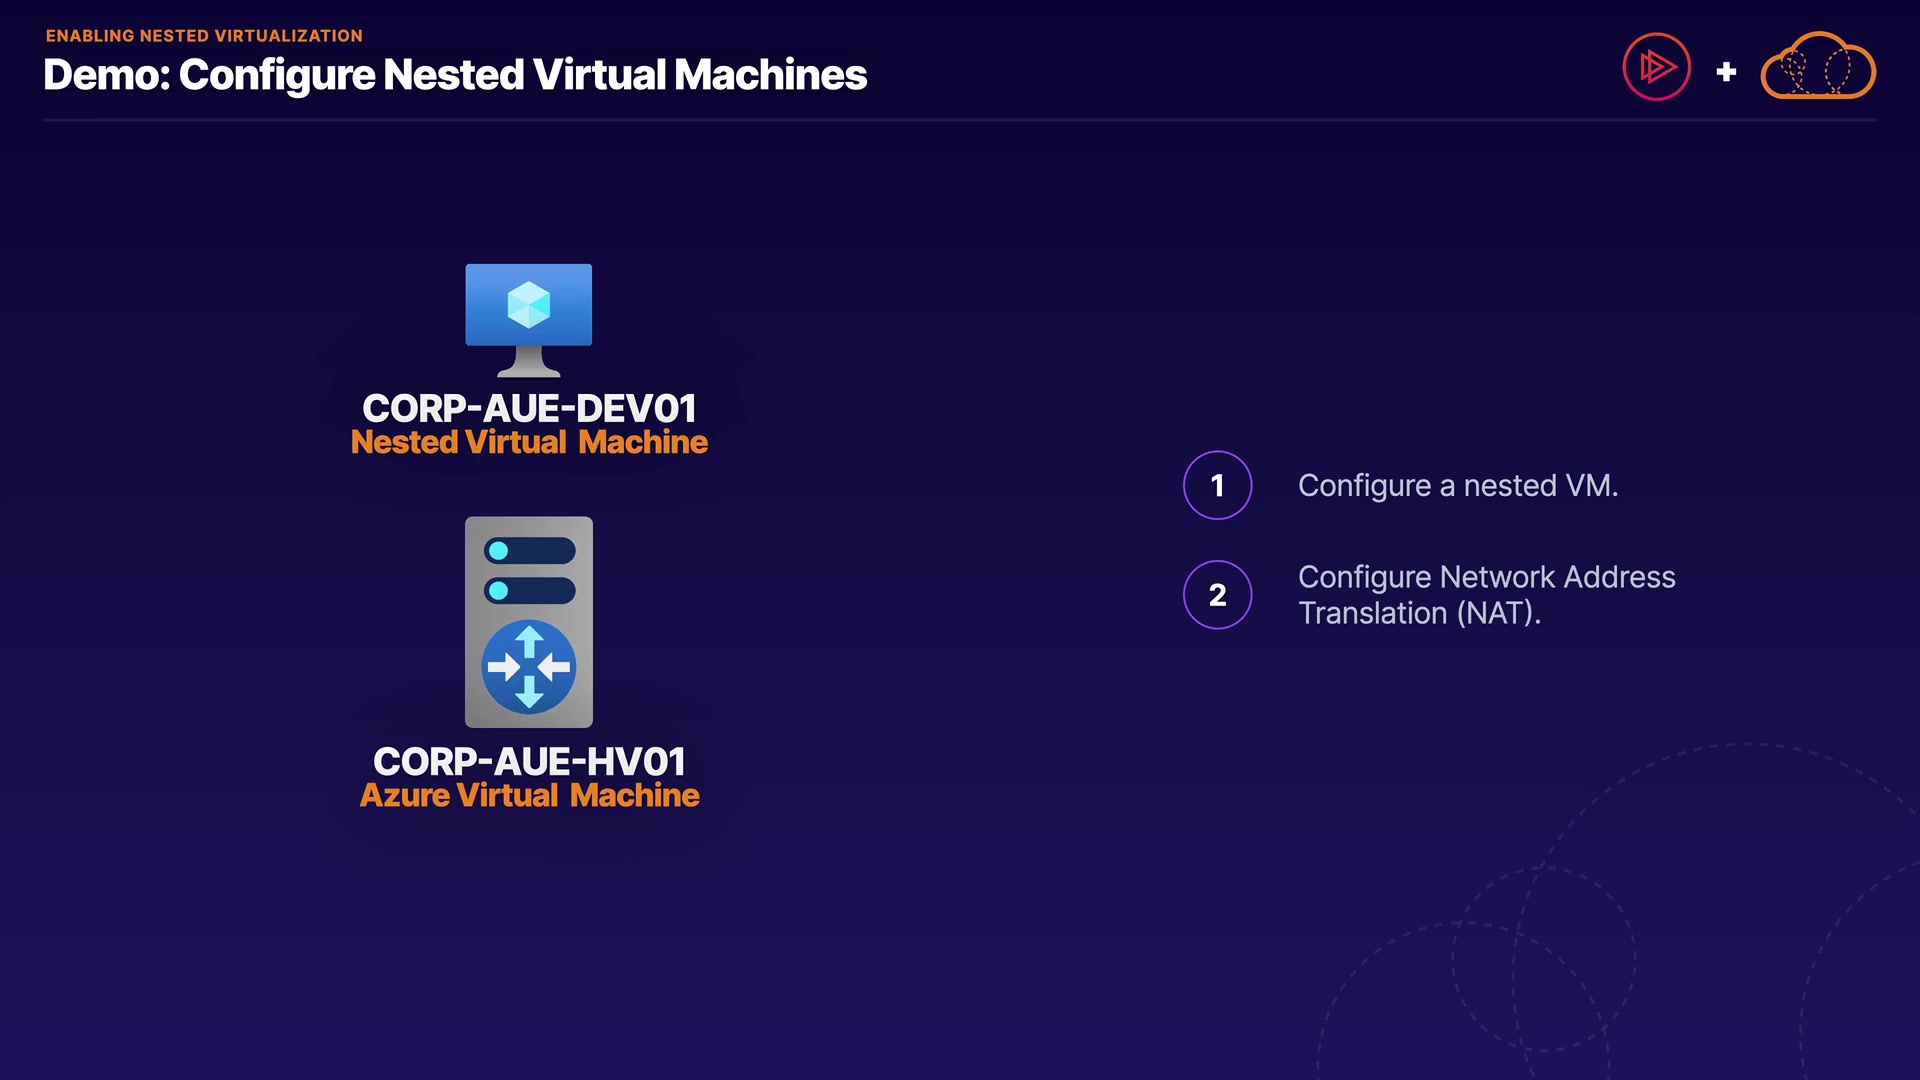 ENABLING NESTED VIRTUALIZATION
Demo: Configure Nested Virtual Machines
CORP-AUE-DEV01
Nested Virtual Machine
CORP-AUE-HV01
Azure Virtual Machine
1 Configure a nested VM.
2 Configure Network Address
Translation (NAT).